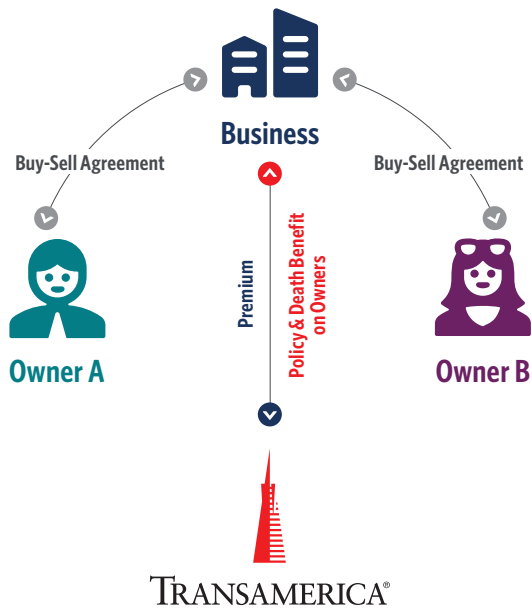 Business
Buy-Sell Agreement
Buy-Sell Agreement
Premium
Policy & Death Benefit
on Owners
Owner A
Owner B
TRANSAMERICA®